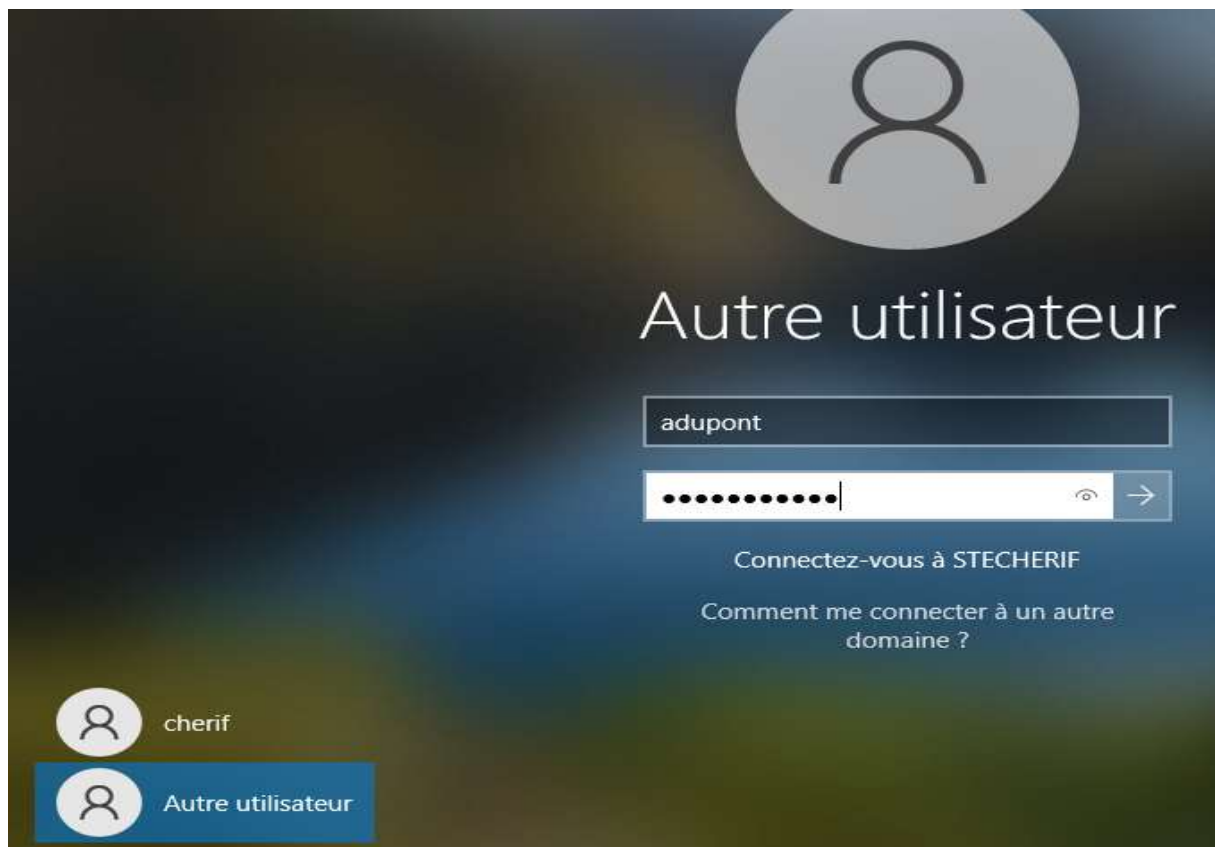 Autre utilisateur
adupont
●●●●●●●●●●●
Connectez-vous à STECHERIF
Comment me connecter à un autre
domaine ?
cherif
Autre utilisateur